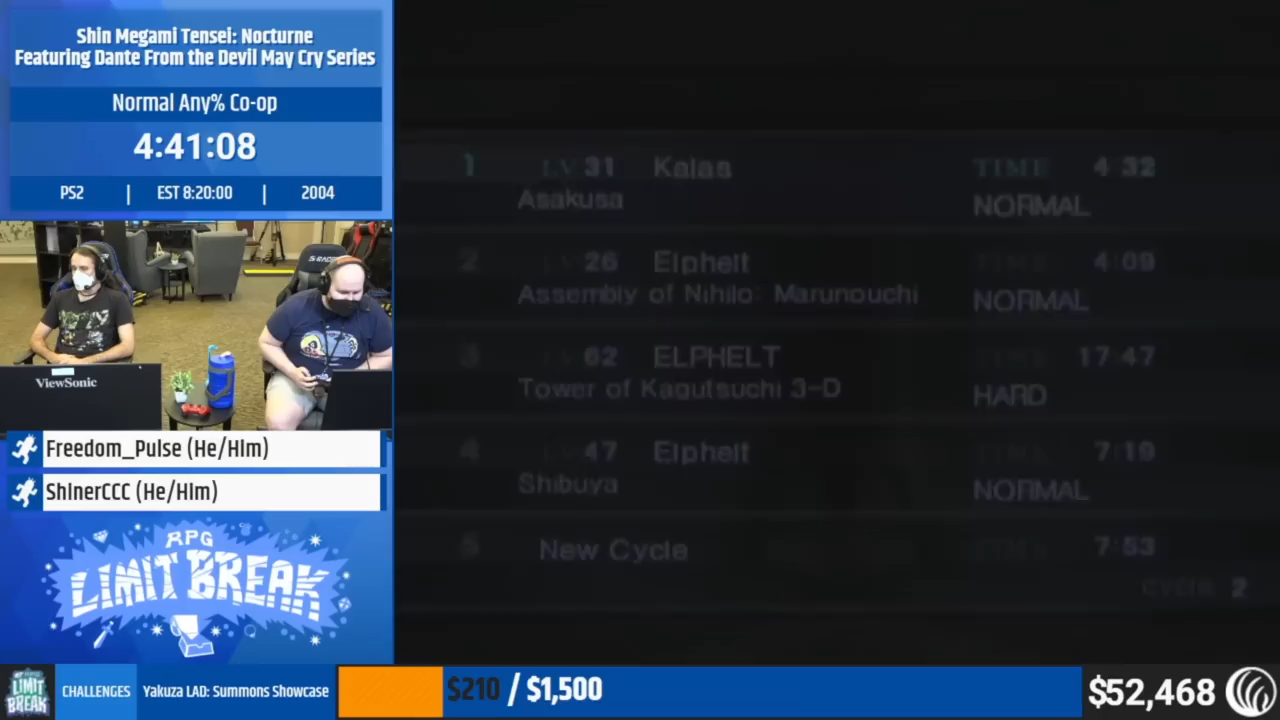 Shin Megami Tensei: Nocturne
Featuring Dante From the Devil May Cry Series
Normal Any% Co-op
4:41:08
PS2 | EST 8:20:00 | 2004
1 LV 31 Kalas TIME 4:32
Asakusa NORMAL
2 LV 26 Elphelt TIME 4:09
Assembly of Nihilo: Marunouchi NORMAL
3 LV 62 ELPHELT TIME 17:47
Tower of Kagutsuchi 3-D HARD
4 LV 47 Elphelt TIME 7:19
Shibuya NORMAL
5 New Cycle TIME 7:53
cycle 2
S RACER
ViewSonic
Freedom_Pulse (He/HIm)
ShInerCCC (He/HIm)
RPG
LIMIT BREAK
LIMIT
BREAK
CHALLENGES
Yakuza LAD: Summons Showcase
$210 / $1,500
$52,468